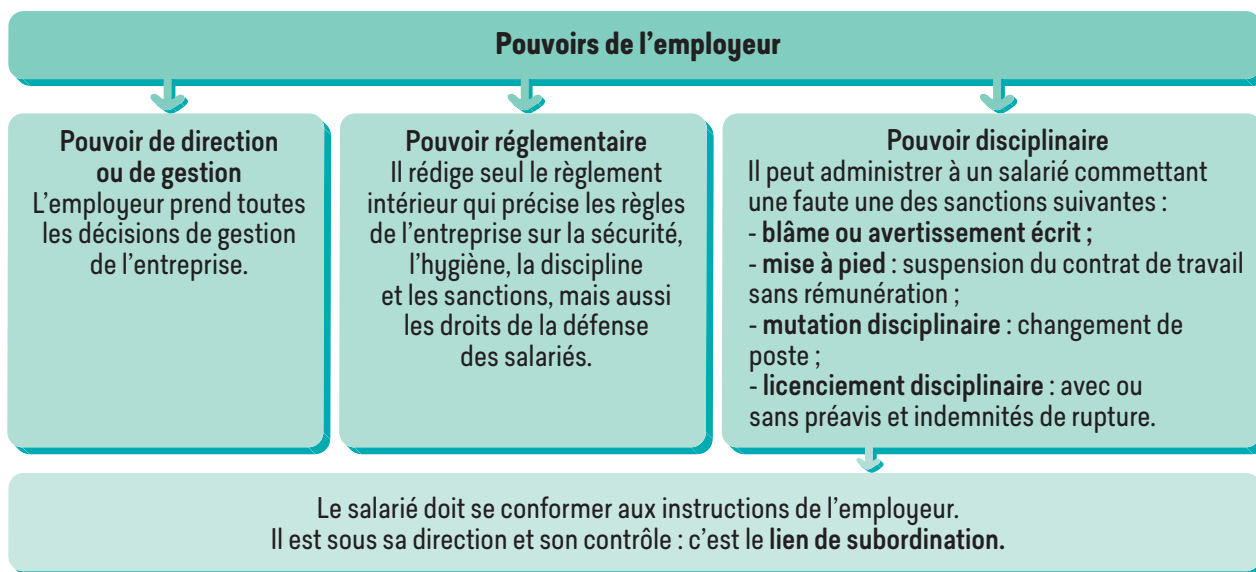 Pouvoirs de l'employeur
Pouvoir de direction
ou de gestion
L'employeur prend toutes
les décisions de gestion
de l'entreprise.
Pouvoir réglementaire
Il rédige seul le règlement
intérieur qui précise les règles
de l'entreprise sur la sécurité,
l'hygiène, la discipline
et les sanctions, mais aussi
les droits de la défense
des salariés.
Pouvoir disciplinaire
Il peut administrer à un salarié commettant
une faute une des sanctions suivantes :
- blâme ou avertissement écrit ;
- mise à pied : suspension du contrat de travail
sans rémunération ;
- mutation disciplinaire : changement de
poste ;
- licenciement disciplinaire : avec ou
sans préavis et indemnités de rupture.
Le salarié doit se conformer aux instructions de l'employeur.
Il est sous sa direction et son contrôle : c'est le lien de subordination.